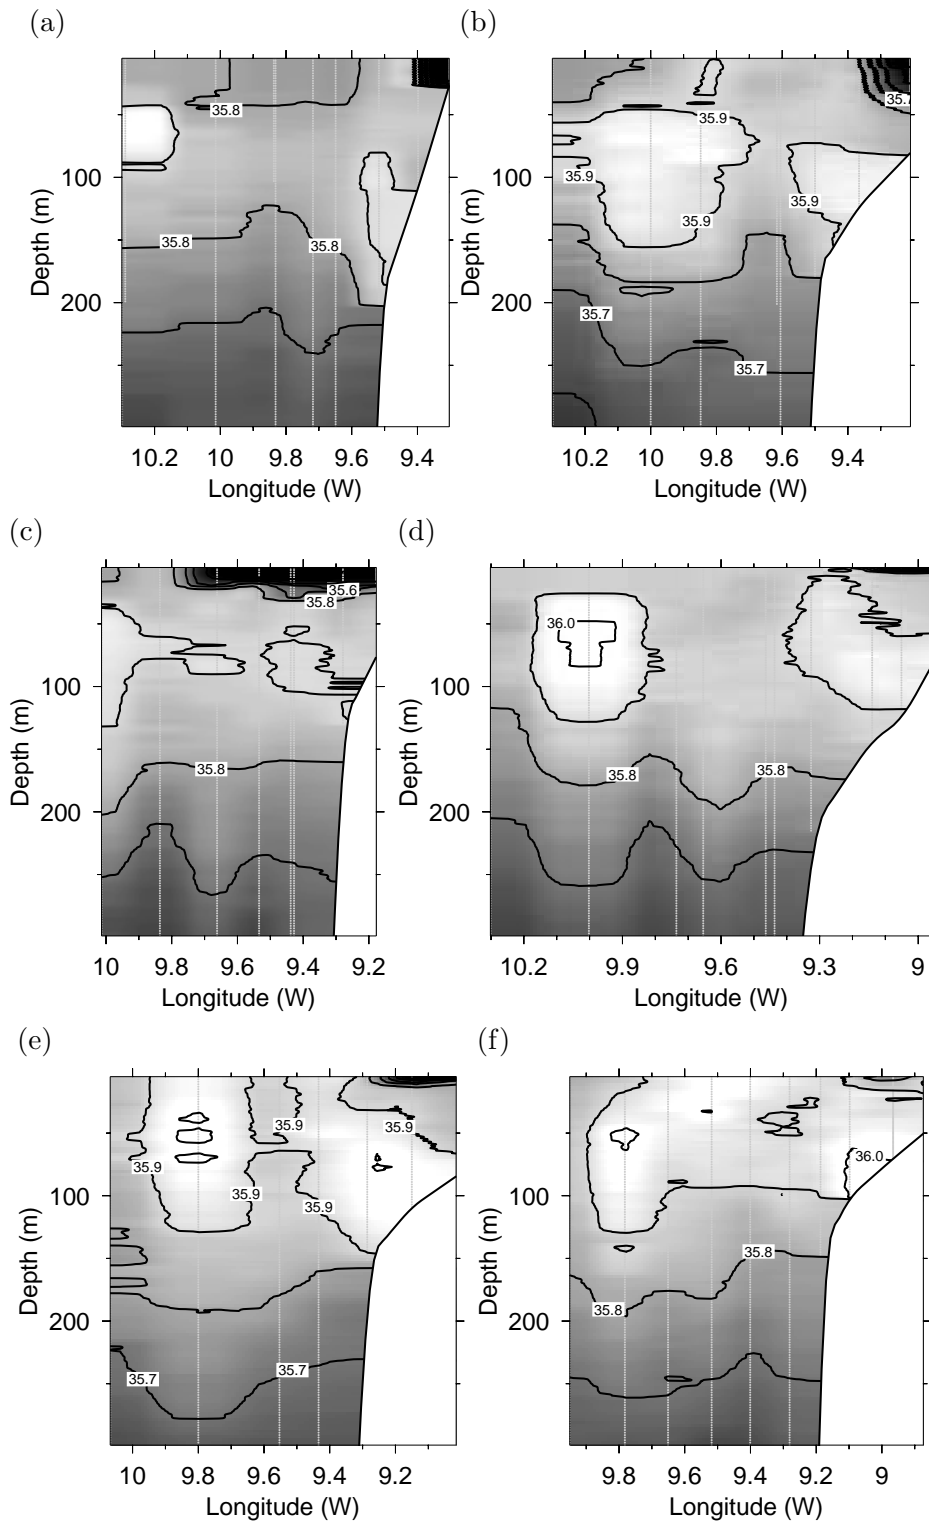 (a)
(b)
35.8
35.8
35.8
100
200
Depth (m)
10.2 10 9.8 9.6 9.4
Longitude (W)
35.9
35.9
35.9
35.9
35.7
35.7
100
200
Depth (m)
10.2 10 9.8 9.6 9.4
Longitude (W)
(c)
(d)
35.6
35.8
35.8
100
200
Depth (m)
10 9.8 9.6 9.4 9.2
Longitude (W)
36.0
35.8
35.8
100
200
Depth (m)
10.2 9.9 9.6 9.3 9
Longitude (W)
(e)
(f)
35.9
35.9
35.9
35.9
35.9
35.7
35.7
100
200
Depth (m)
10 9.8 9.6 9.4 9.2
Longitude (W)
36.0
35.8
35.8
100
200
Depth (m)
9.8 9.6 9.4 9.2 9
Longitude (W)